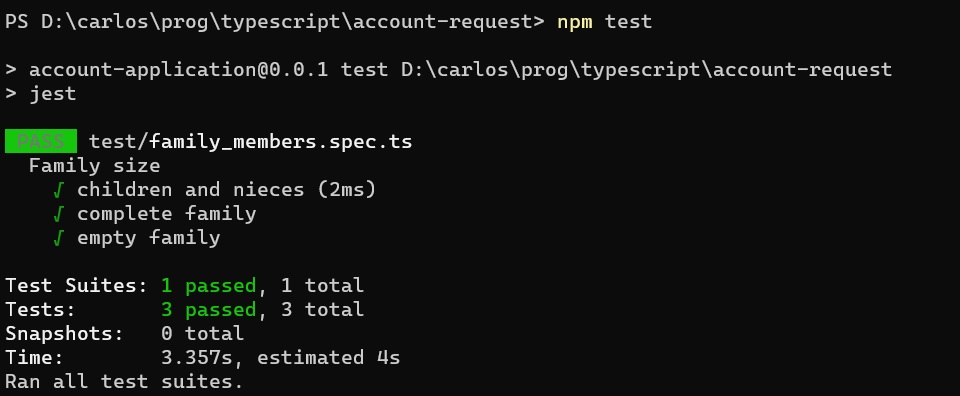 PS D:\carlos\prog\typescript\account-request> npm test
> account-application@0.0.1 test D:\carlos\prog\typescript\account-request
> jest
PASS test/family_members.spec.ts
Family size
√ children and nieces (2ms)
√ complete family
√ empty family
Test Suites: 1 passed, 1 total
Tests: 3 passed, 3 total
Snapshots: 0 total
Time: 3.357s, estimated 4s
Ran all test suites.